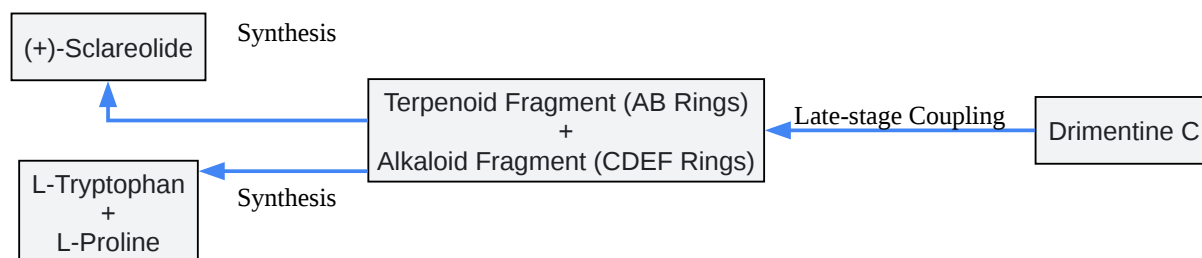 (+)-Sclareolide
Synthesis
Terpenoid Fragment (AB Rings)
+
Alkaloid Fragment (CDEF Rings)
Late-stage Coupling
Drimentine C
L-Tryptophan
+
L-Proline
Synthesis